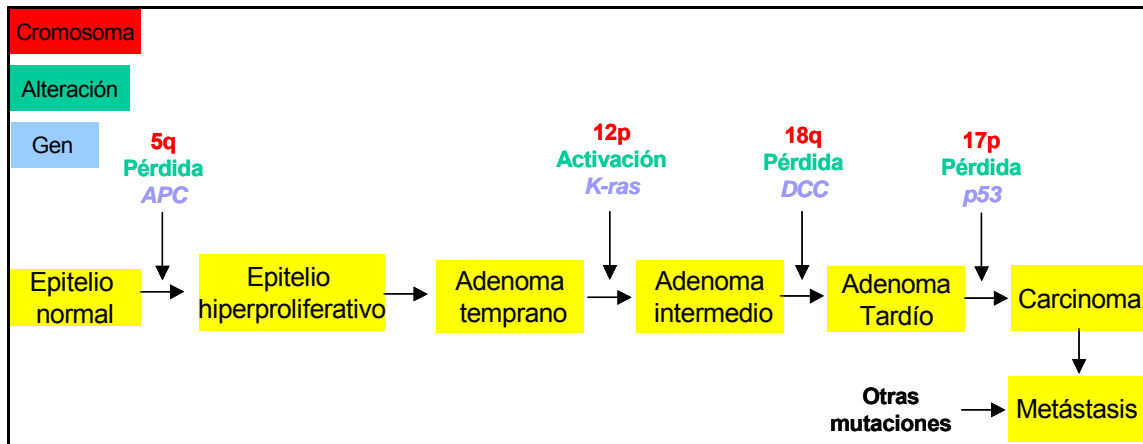 Cromosoma
Alteración
Gen
5q
Pérdida
APC
12p
Activación
K-ras
18q
Pérdida
DCC
17p
Pérdida
p53
Epitelio
normal
Epitelio
hiperproliferativo
Adenoma
temprano
Adenoma
intermedio
Adenoma
Tardío
Carcinoma
Otras
mutaciones
Metástasis